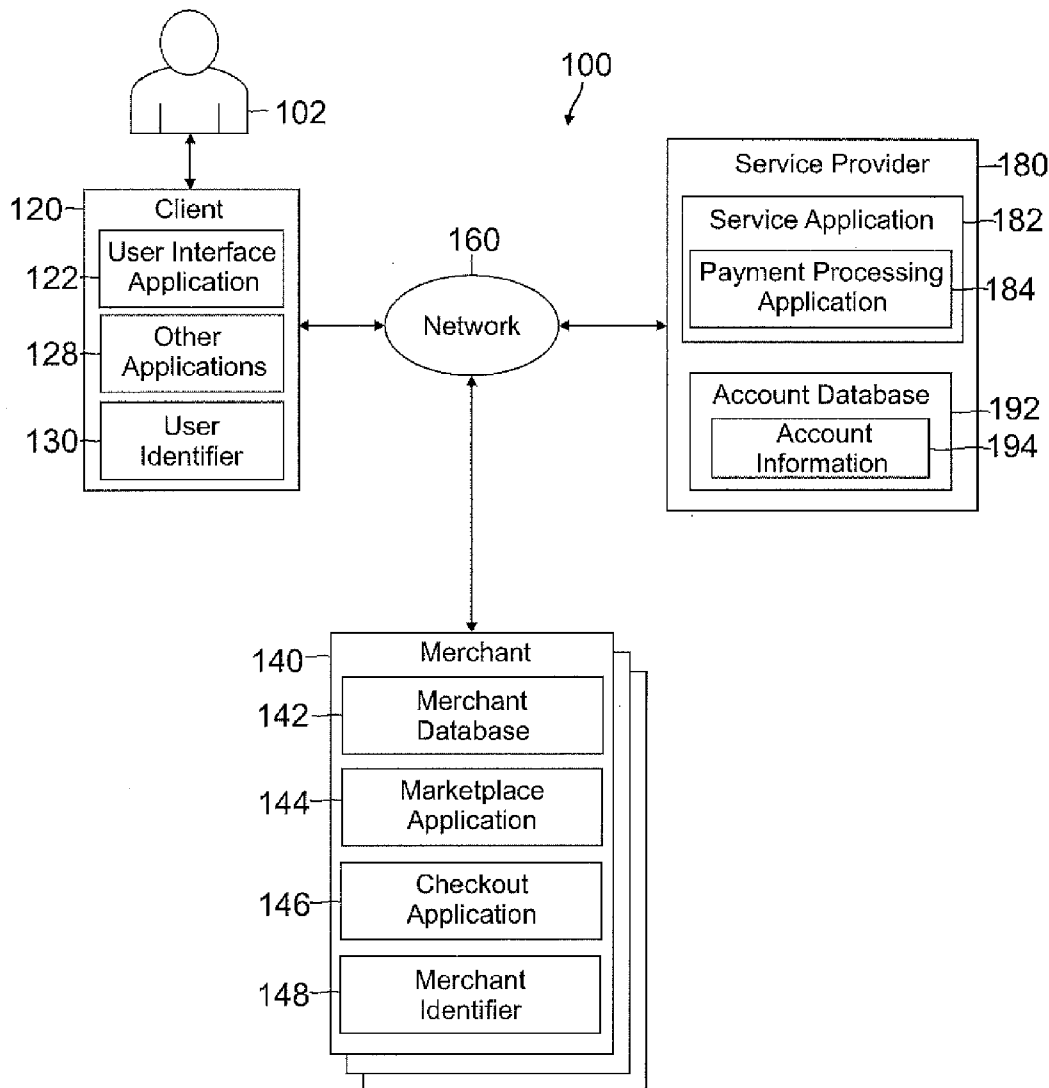 100
102
120
Client
122
User Interface
Application
128
Other
Applications
130
User
Identifier
160
Network
Service Provider
180
Service Application
182
Payment Processing
Application
184
Account Database
192
Account
Information
194
140
Merchant
142
Merchant
Database
144
Marketplace
Application
146
Checkout
Application
148
Merchant
Identifier